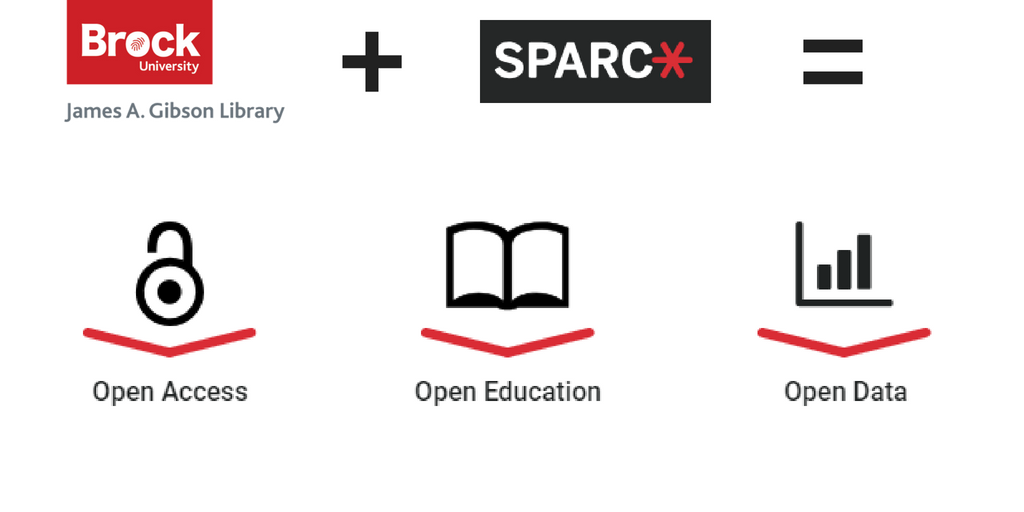 Brock
University
James A. Gibson Library
+
SPARC*
=
Open Access
Open Education
Open Data